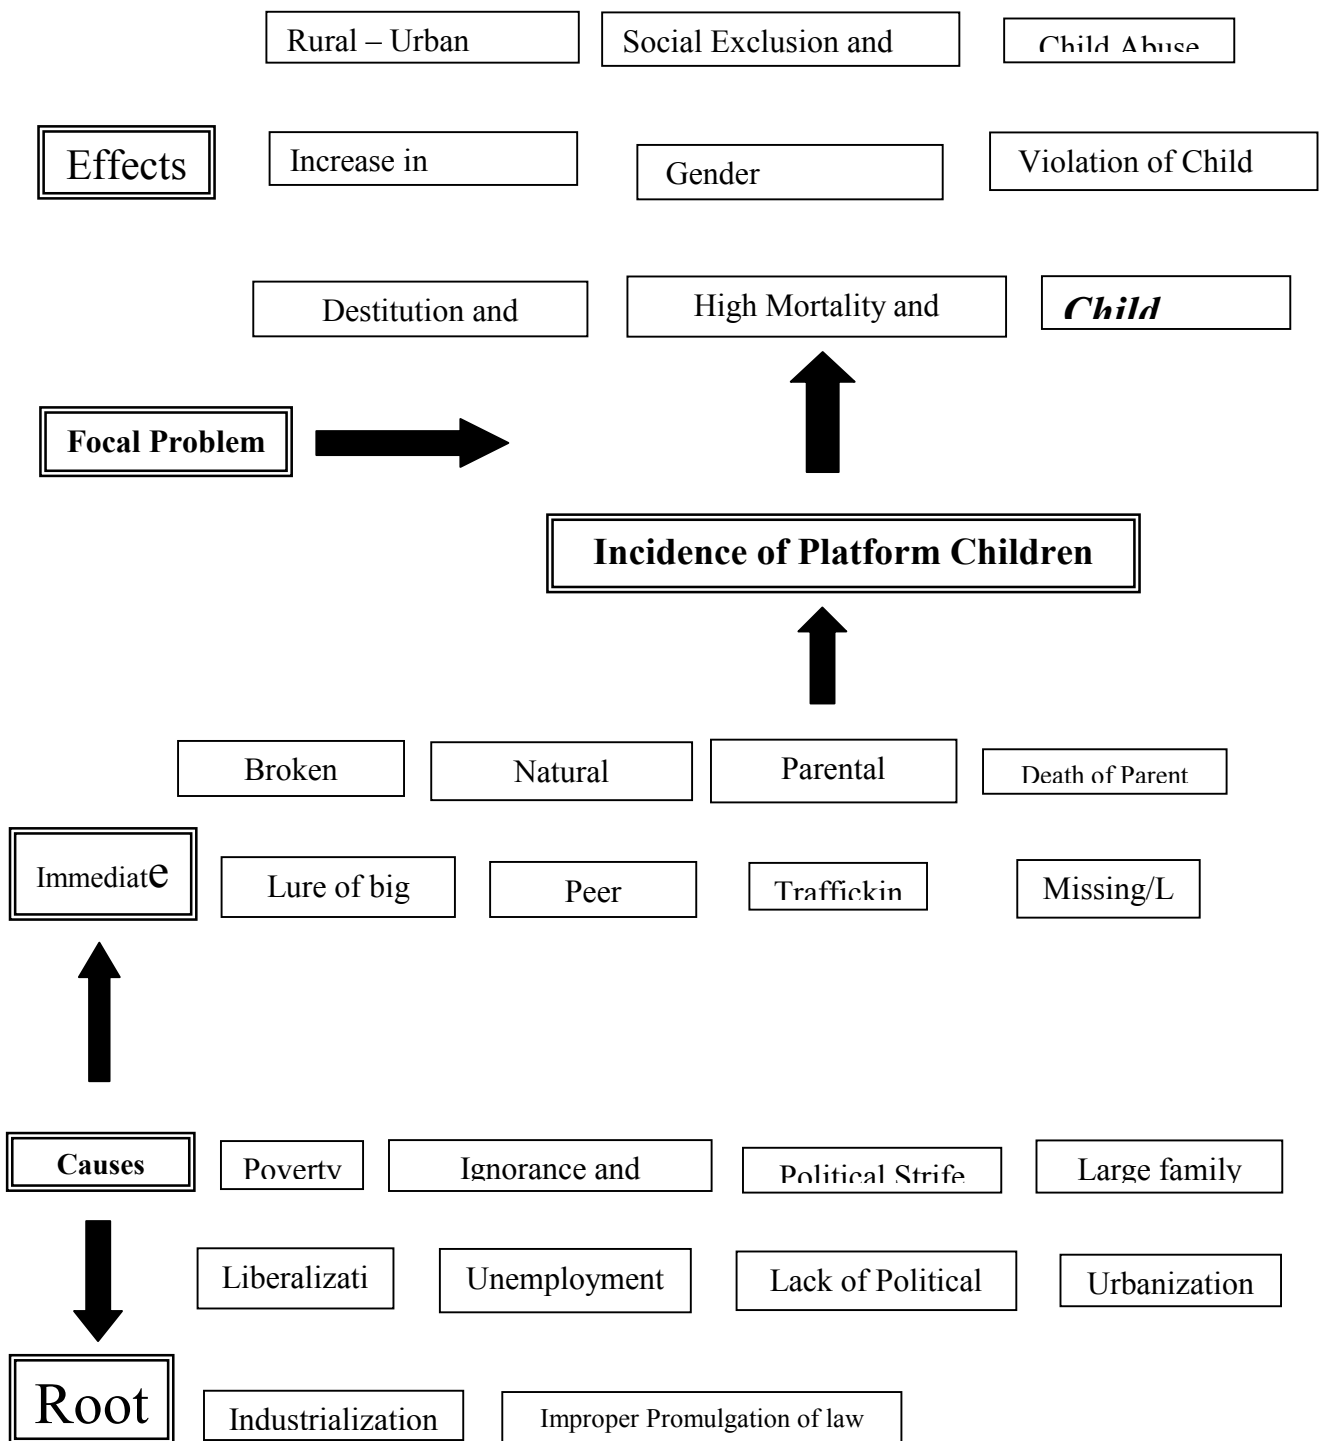 Rural – Urban
Social Exclusion and
Child Abuse
Effects
Increase in
Gender
Violation of Child
Destitution and
High Mortality and
Child
Focal Problem
Incidence of Platform Children
Broken
Natural
Parental
Death of Parent
Immediate
Lure of big
Peer
Traffickin
Missing/L
Causes
Poverty
Ignorance and
Political Strife
Large family
Liberalizati
Unemployment
Lack of Political
Urbanization
Root
Industrialization
Improper Promulgation of law